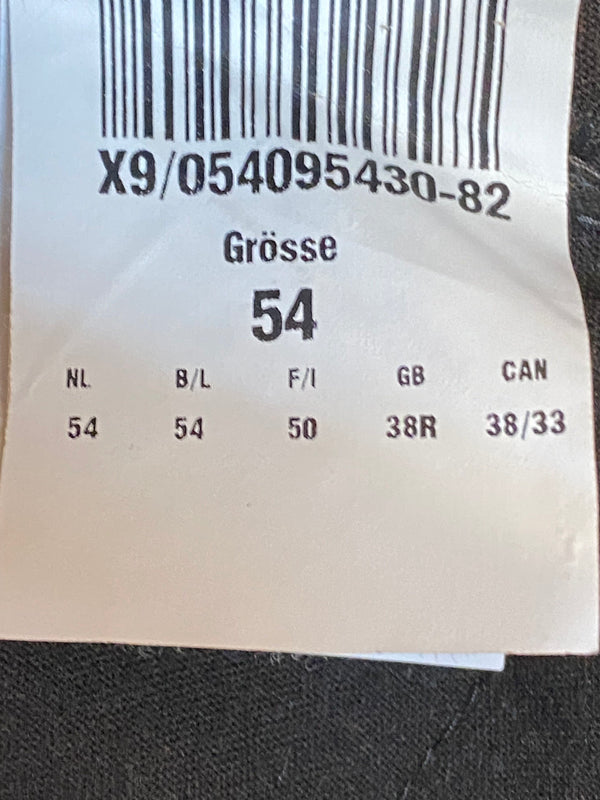 X9/054095430-82
Grösse
54
NL B/L F/I GB CAN
54 54 50 38R 38/33